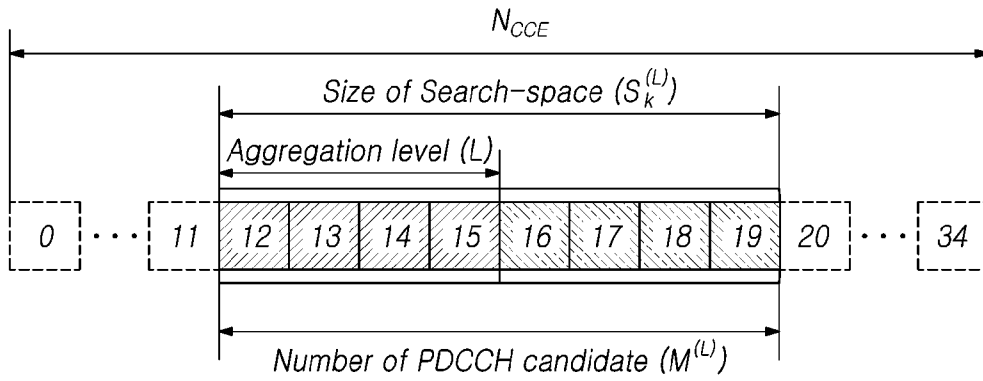 N_CCE
Size of Search-space (S_k^(L))
Aggregation level (L)
0 ··· 11 12 13 14 15 16 17 18 19 20 ··· 34
Number of PDCCH candidate (M^(L))